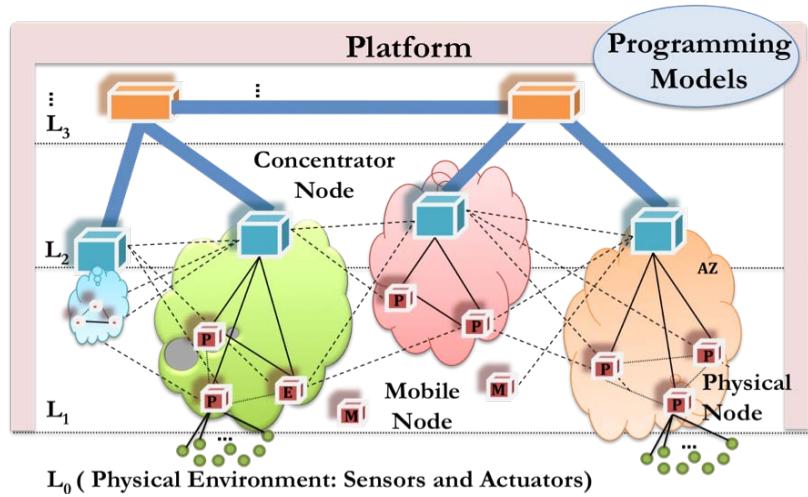 Platform
Programming
Models
...
...
L3
Concentrator
Node
L2
AZ
P
P
P
P
P
P
E
M
Mobile
Node
M
Physical
Node
P
L1
...
...
L0 ( Physical Environment: Sensors and Actuators)